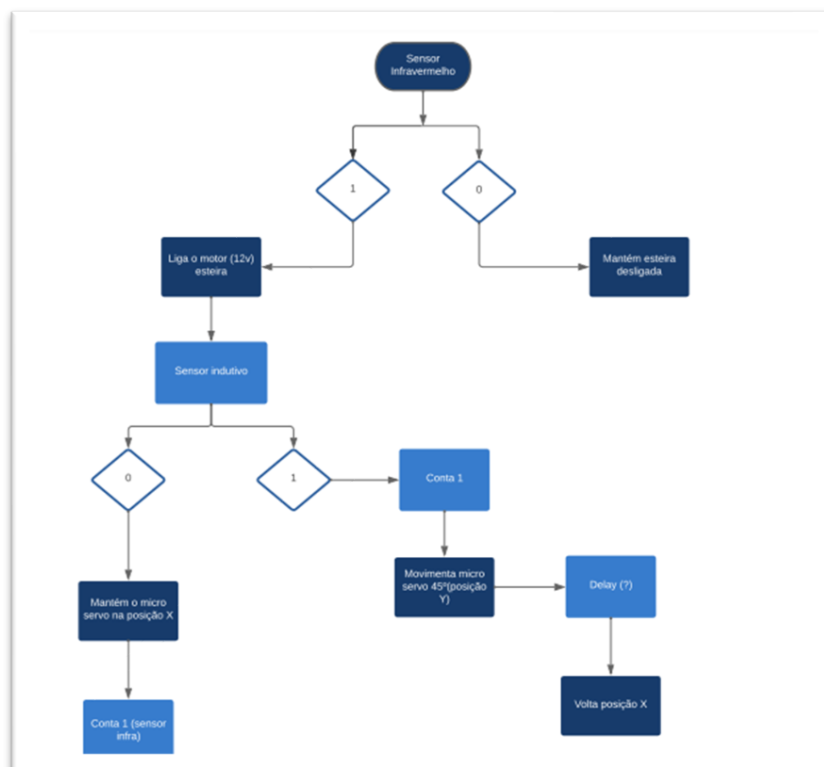 Sensor
Infravermelho
1
0
Liga o motor (12v)
esteira
Mantém esteira
desligada
Sensor indutivo
0
1
Conta 1
Movimenta micro
servo 45º(posição
Y)
Delay (?)
Mantém o micro
servo na posição X
Volta posição X
Conta 1 (sensor
infra)